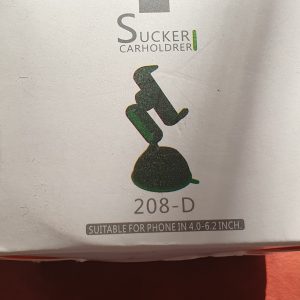 SUCKER
CARHOLDRER
208-D
SUITABLE FOR PHONE IN 4.0-6.2 INCH